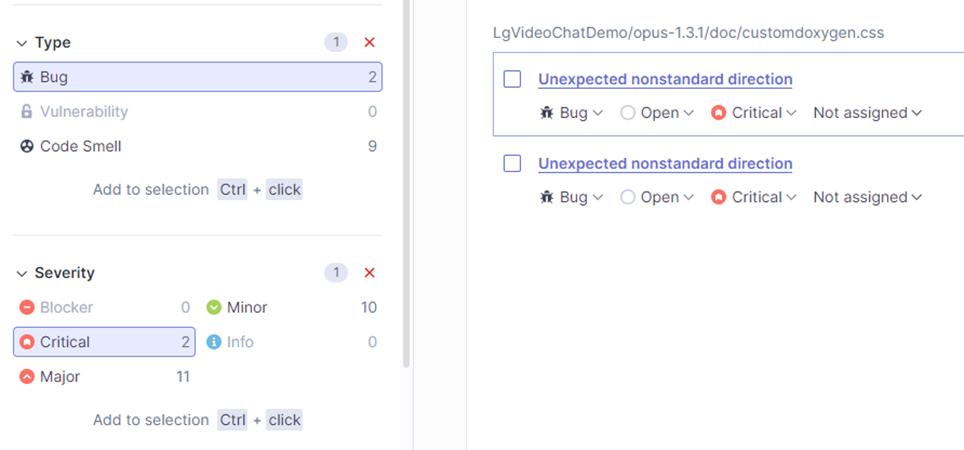 Type 1
Bug 2
Vulnerability 0
Code Smell 9
Add to selection Ctrl + click
Severity 1
Blocker 0 Minor 10
Critical 2 Info 0
Major 11
Add to selection Ctrl + click
LgVideoChatDemo/opus-1.3.1/doc/customdoxygen.css
Unexpected nonstandard direction
Bug Open Critical Not assigned
Unexpected nonstandard direction
Bug Open Critical Not assigned